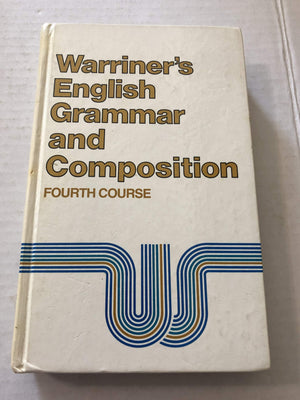 Warriner's
English
Grammar
and
Composition
FOURTH COURSE